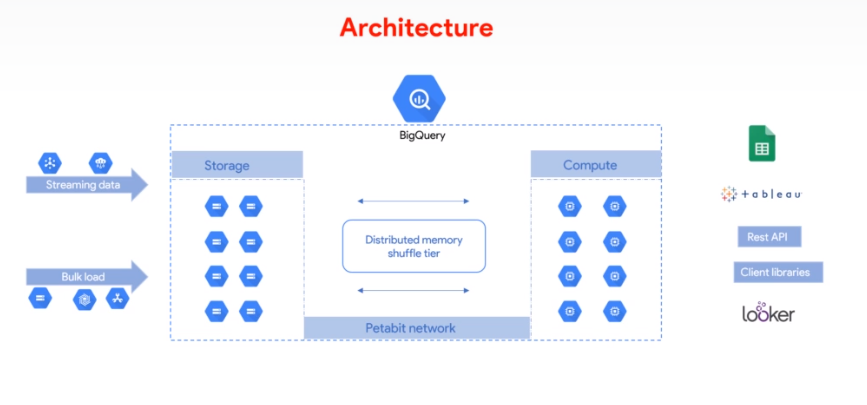 Architecture
BigQuery
Storage
Compute
Streaming data
Bulk load
Distributed memory
shuffle tier
Petabit network
+ableau
Rest API
Client libraries
looker